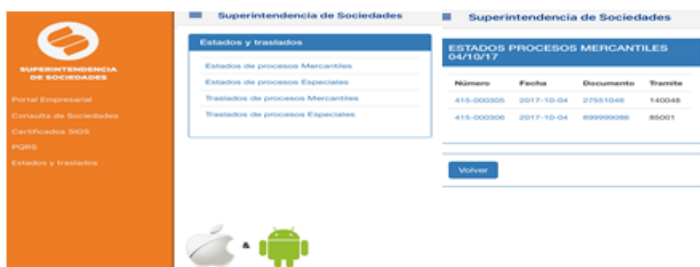 SUPERINTENDENCIA
DE SOCIEDADES
Portal Empresarial
Consulta de Sociedades
Certificados SIGS
PQRS
Estados y traslados
Superintendencia de Sociedades
Estados y traslados
Estados de procesos Mercantiles
Estados de procesos Especiales
Traslados de procesos Mercantiles
Traslados de procesos Especiales
&
Superintendencia de Sociedades
ESTADOS PROCESOS MERCANTILES
04/10/17
Número Fecha Documento Tramite
415-000305 2017-10-04 27551046 140048
415-000306 2017-10-04 899999086 85001
Volver